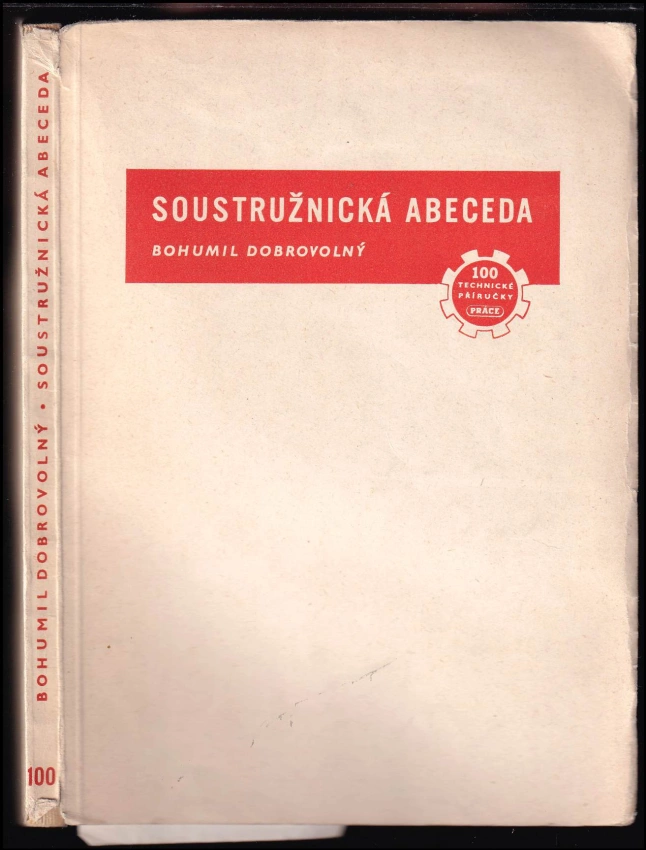 SOUSTRUŽNICKÁ ABECEDA
BOHUMIL DOBROVOLNÝ
100
TECHNICKÉ
PŘÍRUČKY
PRÁCE
BOHUMIL DOBROVOLNÝ • SOUSTRUŽNICKÁ ABECEDA
100